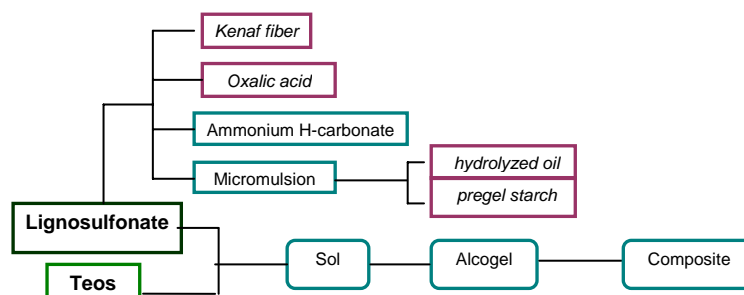 Kenaf fiber
Oxalic acid
Ammonium H-carbonate
Micromulsion
hydrolyzed oil
pregel starch
Lignosulfonate
Teos
Sol
Alcogel
Composite